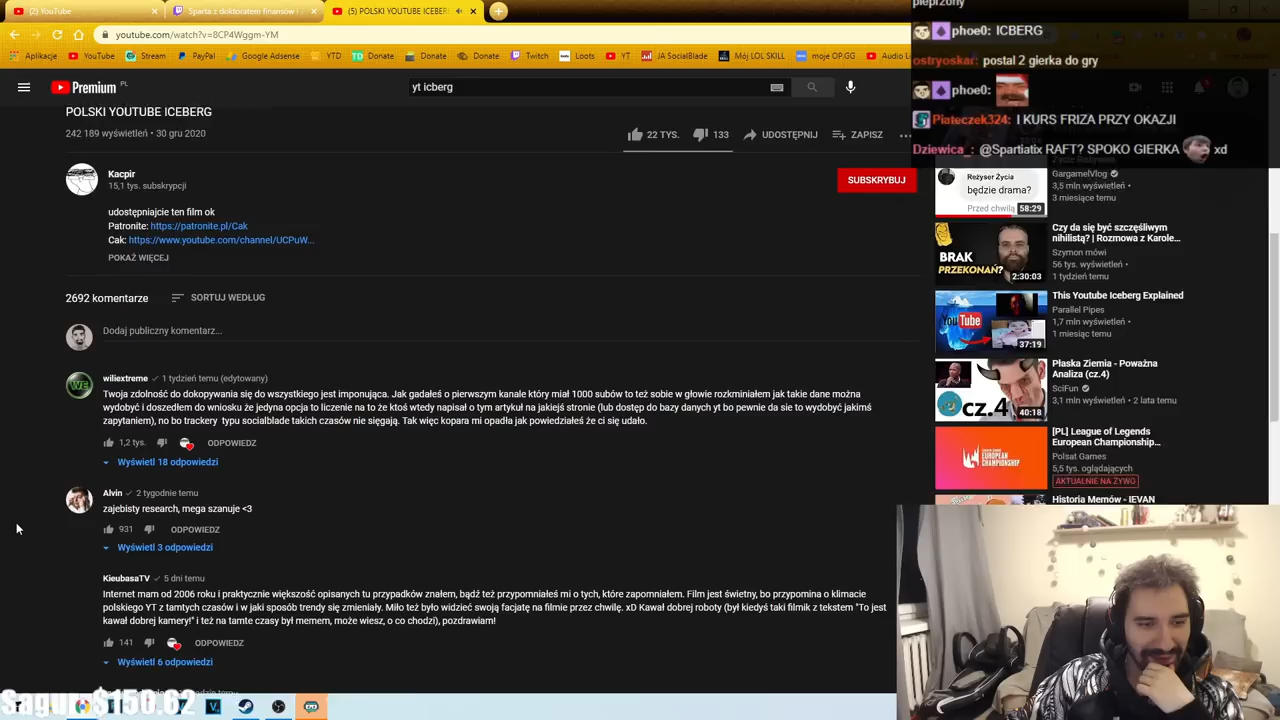 (2) YouTube
Sparta z doktoratem finansów i
(5) POLSKI YOUTUBE ICEBER
youtube.com/watch?v=8CP4Wggm-YM
Aplikacje
YouTube
Stream
PayPal
YTD
Google Adsense
Donate
Donate
Donate
Twitch
Loots
YT
JA SocialBlade
Mój LOL SKILL
moje OP.GG
Audio L
pieprzony
phoe0: ICBERG
ostryoskar: postal 2 gierka do gry
phoe0:
Piateczek324: I KURS FRIZA PRZY OKAZJI
Dziewica_: @Spartiatix RAFT? SPOKO GIERKA xd
Premium PL
yt icberg
POLSKI YOUTUBE ICEBERG
242 189 wyświetleń • 30 gru 2020
22 TYS.
133
UDOSTĘPNIJ
ZAPISZ
Kacpir
15,1 tys. subskrypcji
SUBSKRYBUJ
udostępniajcie ten film ok
Patronite: https://patronite.pl/Cak
Cak: https://www.youtube.com/channel/UCPuW...
POKAŻ WIĘCEJ
2692 komentarze
SORTUJ WEDŁUG
Dodaj publiczny komentarz...
wiliextreme 1 tydzień temu (edytowany)
Twoja zdolność do dokopywania się do wszystkiego jest imponująca. Jak gadałeś o pierwszym kanale który miał 1000 subów to też sobie w głowie rozkminiałem jak takie dane można
wydobyć i doszedłem do wniosku że jedyna opcja to liczenie na to że ktoś wtedy napisał o tym artykuł na jakiejś stronie (lub dostęp do bazy danych yt bo pewnie da sie to wydobyć jakimś
zapytaniem), no bo trackery typu socialblade takich czasów nie sięgają. Tak więc kopara mi opadła jak powiedziałeś że ci się udało.
1,2 tys.
ODPOWIEDZ
Wyświetl 18 odpowiedzi
Alvin 2 tygodnie temu
zajebisty research, mega szanuje <3
931
ODPOWIEDZ
Wyświetl 3 odpowiedzi
KieubasaTV 5 dni temu
Internet mam od 2006 roku i praktycznie większość opisanych tu przypadków znałem, bądź też przypomniałeś mi o tych, które zapomniałem. Film jest świetny, bo przypomina o klimacie
polskiego YT z tamtych czasów i w jaki sposób trendy się zmieniały. Miło też było widzieć swoją facjatę na filmie przez chwilę. xD Kawał dobrej roboty (był kiedyś taki filmik z tekstem "To jest
kawał dobrej kamery!" i też na tamte czasy był memem, może wiesz, o co chodzi), pozdrawiam!
141
ODPOWIEDZ
Wyświetl 6 odpowiedzi
Reżyser Życia
będzie drama?
Przed chwilą
58:29
Życie Reżysera
GargamelVlog
3,5 mln wyświetleń •
3 miesiące temu
BRAK
PRZEKONAŃ?
2:30:03
Czy da się być szczęśliwym
nihilistą? | Rozmowa z Karole...
Szymon mówi
56 tys. wyświetleń •
1 tydzień temu
YouTube
37:19
This Youtube Iceberg Explained
Parallel Pipes
1,7 mln wyświetleń •
1 miesiąc temu
cz.4
40:18
Płaska Ziemia - Poważna
Analiza (cz.4)
SciFun
3,1 mln wyświetleń •
2 lata temu
LEAGUE OF LEGENDS
EUROPEAN
CHAMPIONSHIP
[PL] League of Legends
European Championship...
Polsat Games
5,5 tys. oglądających
AKTUALNIE NA ŻYWO
Historia Memów - IEVAN
$150.62